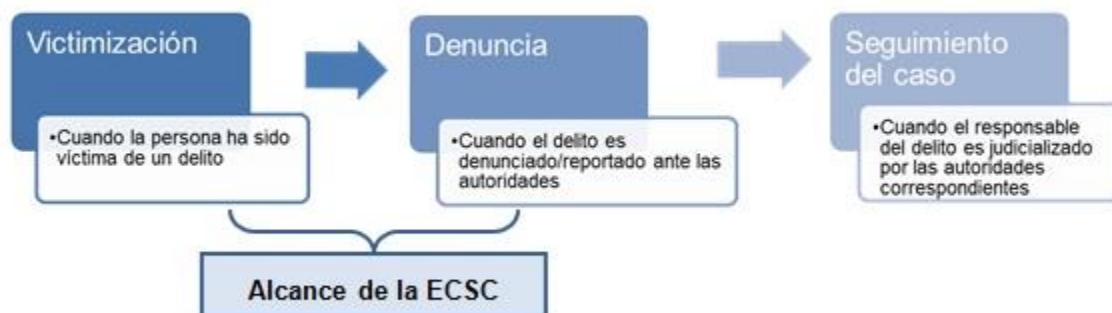 Victimización
•Cuando la persona ha sido
víctima de un delito
Denuncia
•Cuando el delito es
denunciado/reportado ante las
autoridades
Seguimiento
del caso
•Cuando el responsable
del delito es judicializado
por las autoridades
correspondientes
Alcance de la ECSC